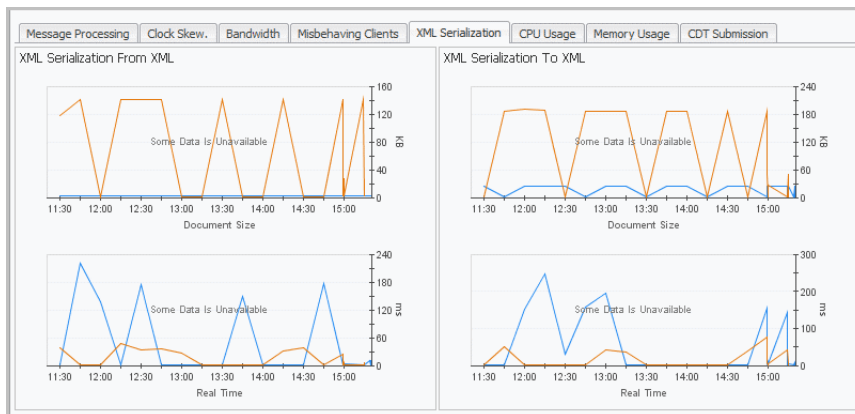 Message Processing Clock Skew. Bandwidth Misbehaving Clients XML Serialization CPU Usage Memory Usage CDT Submission
XML Serialization From XML
160
120
80
40
0
KB
Some Data Is Unavailable
11:30 12:00 12:30 13:00 13:30 14:00 14:30 15:00
Document Size
240
180
120
60
0
ms
Some Data Is Unavailable
11:30 12:00 12:30 13:00 13:30 14:00 14:30 15:00
Real Time
XML Serialization To XML
240
180
120
60
0
KB
Some Data Is Unavailable
11:30 12:00 12:30 13:00 13:30 14:00 14:30 15:00
Document Size
300
200
100
0
ms
Some Data Is Unavailable
11:30 12:00 12:30 13:00 13:30 14:00 14:30 15:00
Real Time